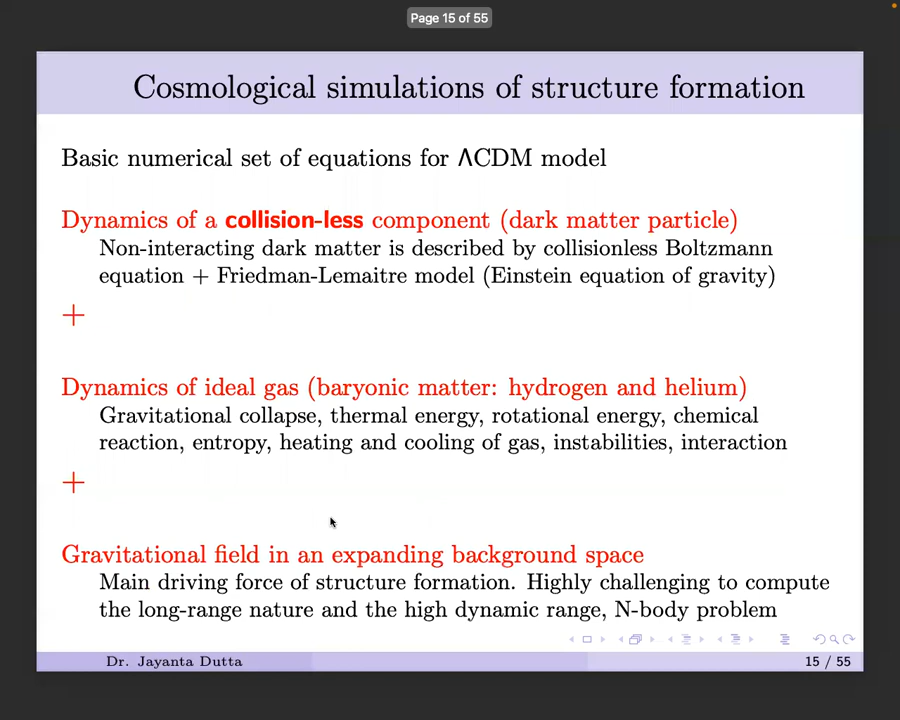 Page 15 of 55
Cosmological simulations of structure formation
Basic numerical set of equations for ΛCDM model
Dynamics of a collision-less component (dark matter particle)
Non-interacting dark matter is described by collisionless Boltzmann
equation + Friedman-Lemaitre model (Einstein equation of gravity)
+
Dynamics of ideal gas (baryonic matter: hydrogen and helium)
Gravitational collapse, thermal energy, rotational energy, chemical
reaction, entropy, heating and cooling of gas, instabilities, interaction
+
Gravitational field in an expanding background space
Main driving force of structure formation. Highly challenging to compute
the long-range nature and the high dynamic range, N-body problem
Dr. Jayanta Dutta
15 / 55